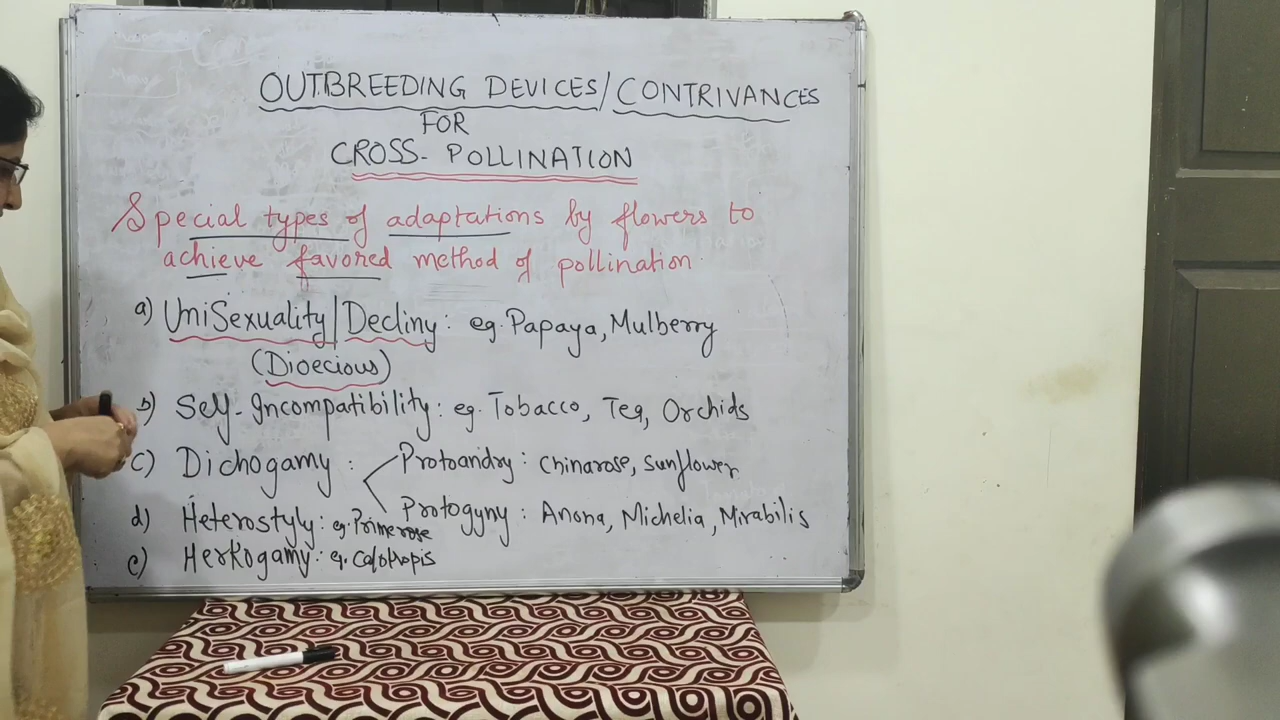 OUTBREEDING DEVICES/CONTRIVANCES
FOR
CROSS-POLLINATION
Special types of adaptations by flowers to
achieve favored method of pollination.
a) UniSexuality/Decliny: eg. Papaya, Mulberry
(Dioecious)
b) Self-Incompatibility: eg. Tobacco, Tea, Orchids
c) Dichogamy: Protoandry: Chinarose, Sunflower
Protogyny: Anona, Michelia, Mirabilis
d) Heterostyly: eg. Primerose
e) Herkogamy: eg. Calotropis